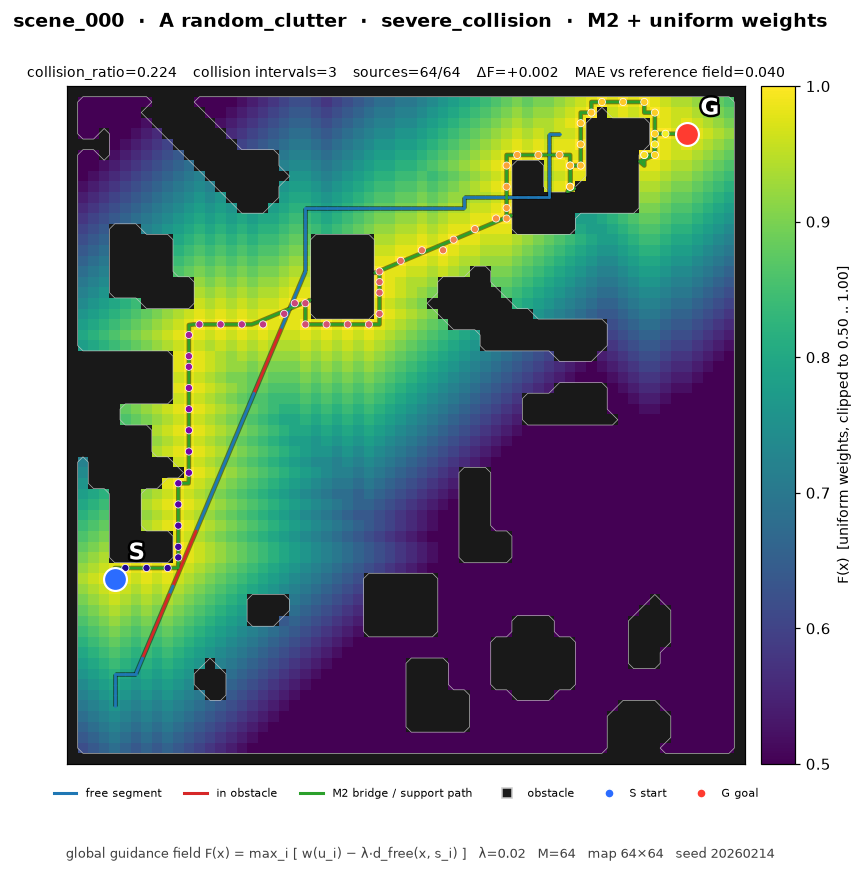 scene_000 · A random_clutter · severe_collision · M2 + uniform weights
collision_ratio=0.224 collision intervals=3 sources=64/64 ΔF=+0.002 MAE vs reference field=0.040
G
S
1.0
0.9
0.8
0.7
0.6
0.5
F(x) [uniform weights, clipped to 0.50 .. 1.00]
free segment in obstacle M2 bridge / support path obstacle S start G goal
global guidance field F(x) = max_i [ w(u_i) − λ·d_free(x, s_i) ] λ=0.02 M=64 map 64×64 seed 20260214